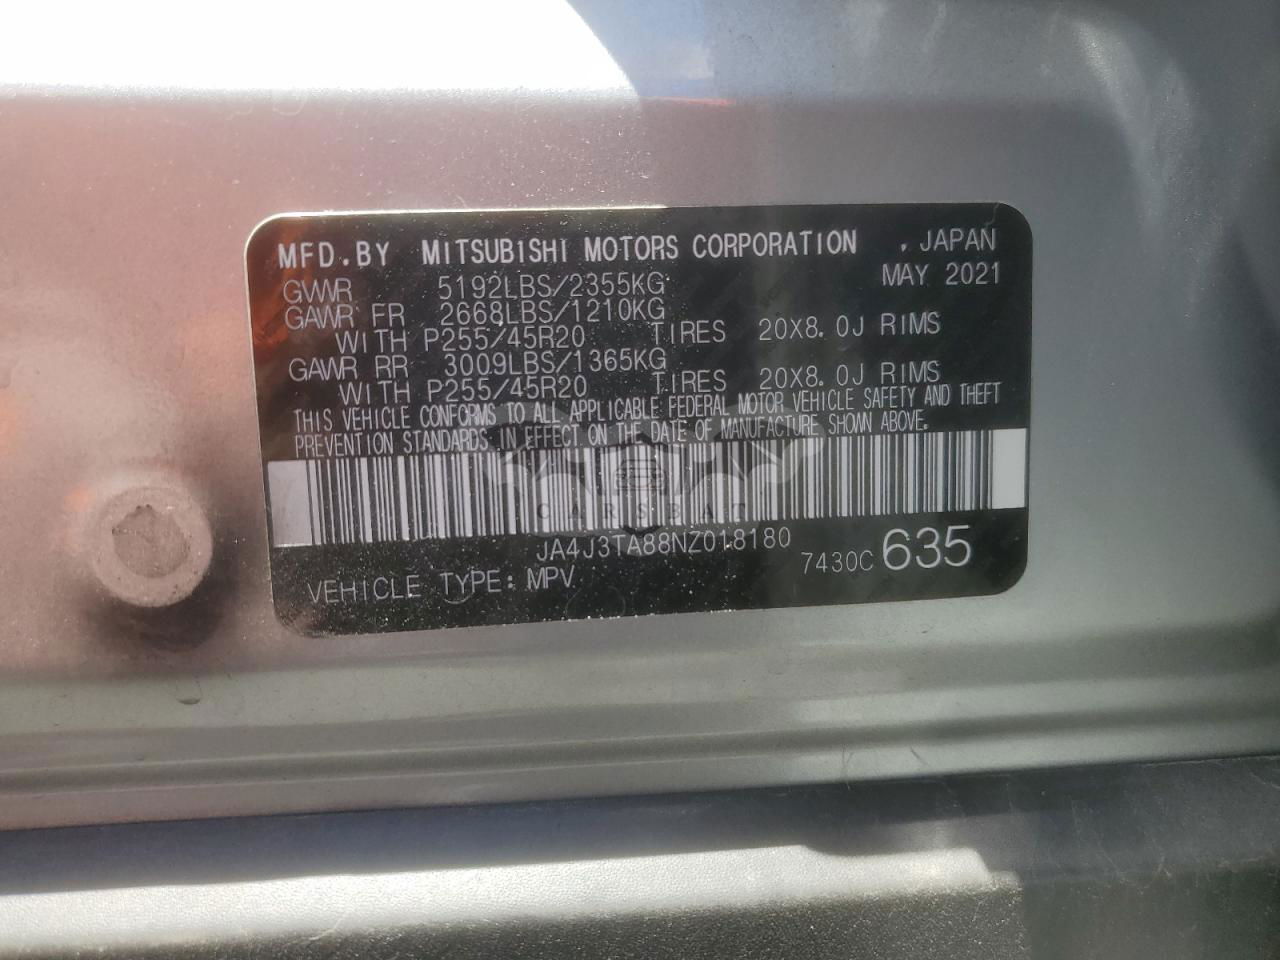 MFD. BY MITSUBISHI MOTORS CORPORATION , JAPAN
GVWR 5192LBS/2355KG MAY 2021
GAWR FR 2668LBS/1210KG
WITH P255/45R20 TIRES 20X8.0J RIMS
GAWR RR 3009LBS/1365KG
WITH P255/45R20 TIRES 20X8.0J RIMS
THIS VEHICLE CONFORMS TO ALL APPLICABLE FEDERAL MOTOR VEHICLE SAFETY AND THEFT
PREVENTION STANDARDS IN EFFECT ON THE DATE OF MANUFACTURE SHOWN ABOVE.
CARSBAT
JA4J3TA88NZ018180
7430C 635
VEHICLE TYPE: MPV